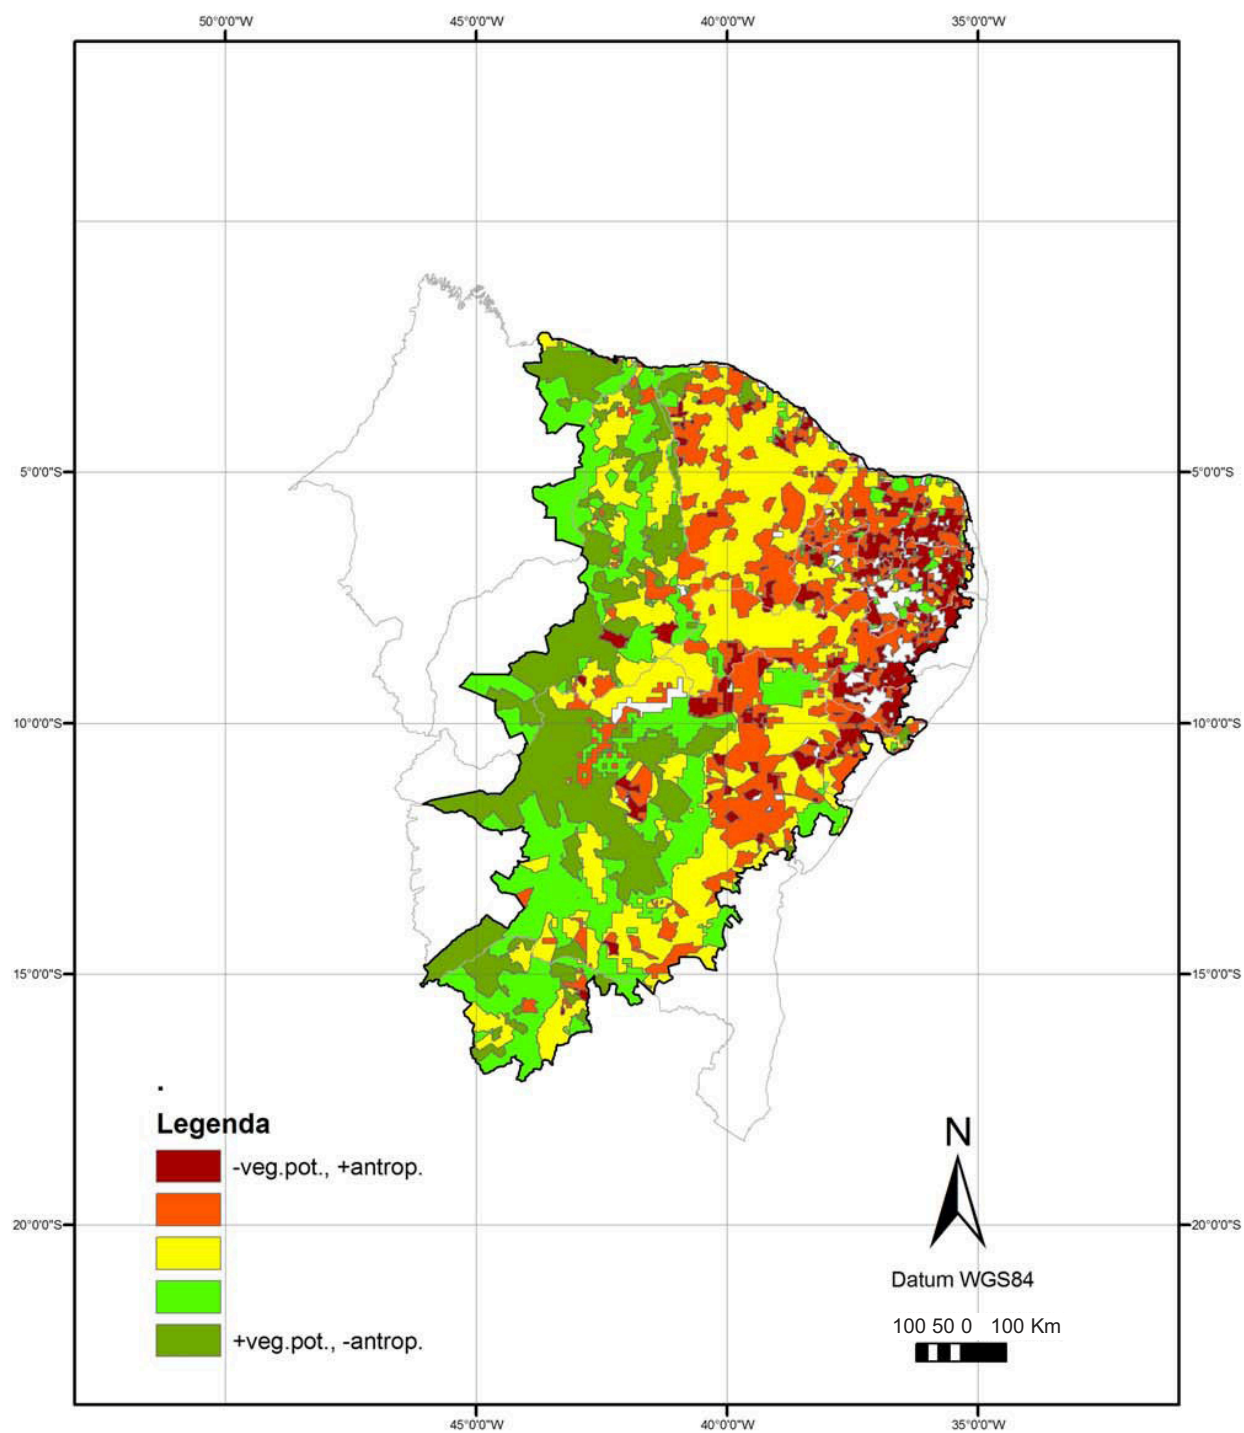 50°0'0"W 45°0'0"W 40°0'0"W 35°0'0"W
5°0'0"S 5°0'0"S
10°0'0"S 10°0'0"S
15°0'0"S 15°0'0"S
.
Legenda
-veg.pot., +antrop.
N
20°0'0"S 20°0'0"S
Datum WGS84
+veg.pot., -antrop.
100 50 0 100 Km
45°0'0"W 40°0'0"W 35°0'0"W